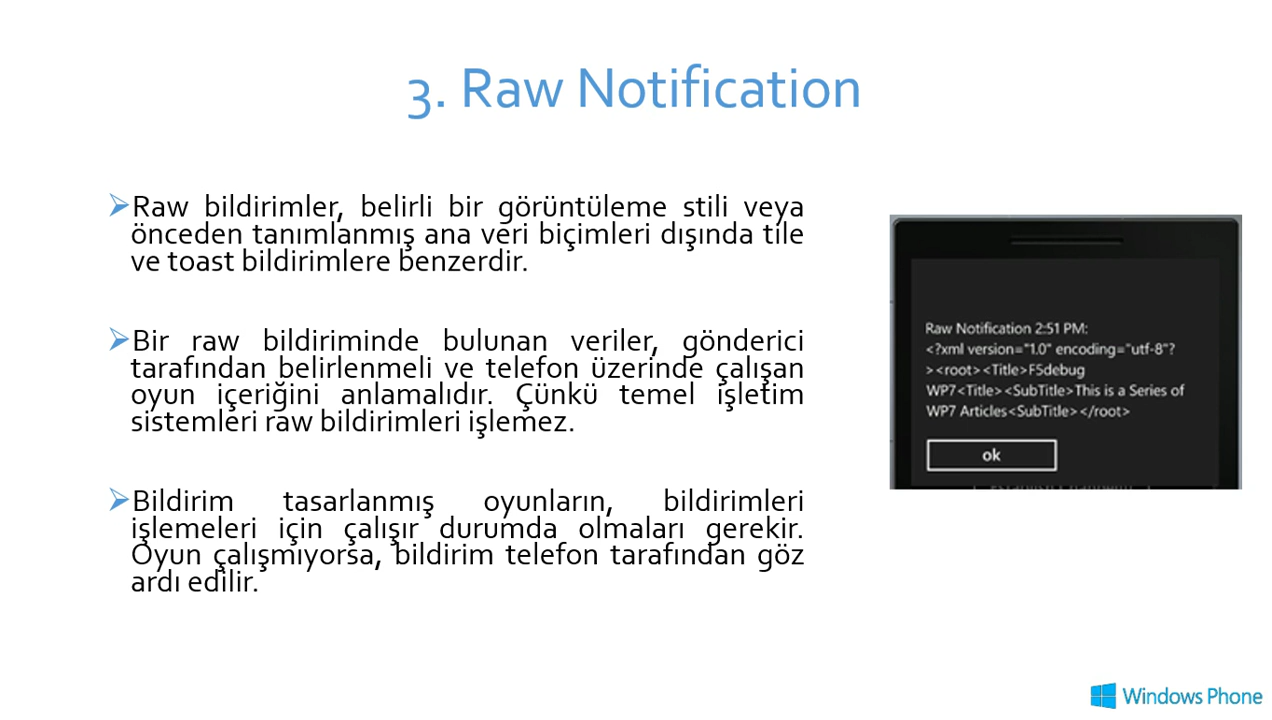 3. Raw Notification
Raw bildirimler, belirli bir görüntüleme stili veya
önceden tanımlanmış ana veri biçimleri dışında tile
ve toast bildirimlere benzerdir.
Bir raw bildiriminde bulunan veriler, gönderici
tarafından belirlenmeli ve telefon üzerinde çalışan
oyun içeriğini anlamalıdır. Çünkü temel işletim
sistemleri raw bildirimleri işlemez.
Bildirim tasarlanmış oyunların, bildirimleri
işlemeleri için çalışır durumda olmaları gerekir.
Oyun çalışmıyorsa, bildirim telefon tarafından göz
ardı edilir.
Raw Notification 2:51 PM:
<?xml version="1.0" encoding="utf-8"?
><root><Title>F5debug
WP7<Title><SubTitle>This is a Series of
WP7 Articles<SubTitle></root>
ok
Windows Phone